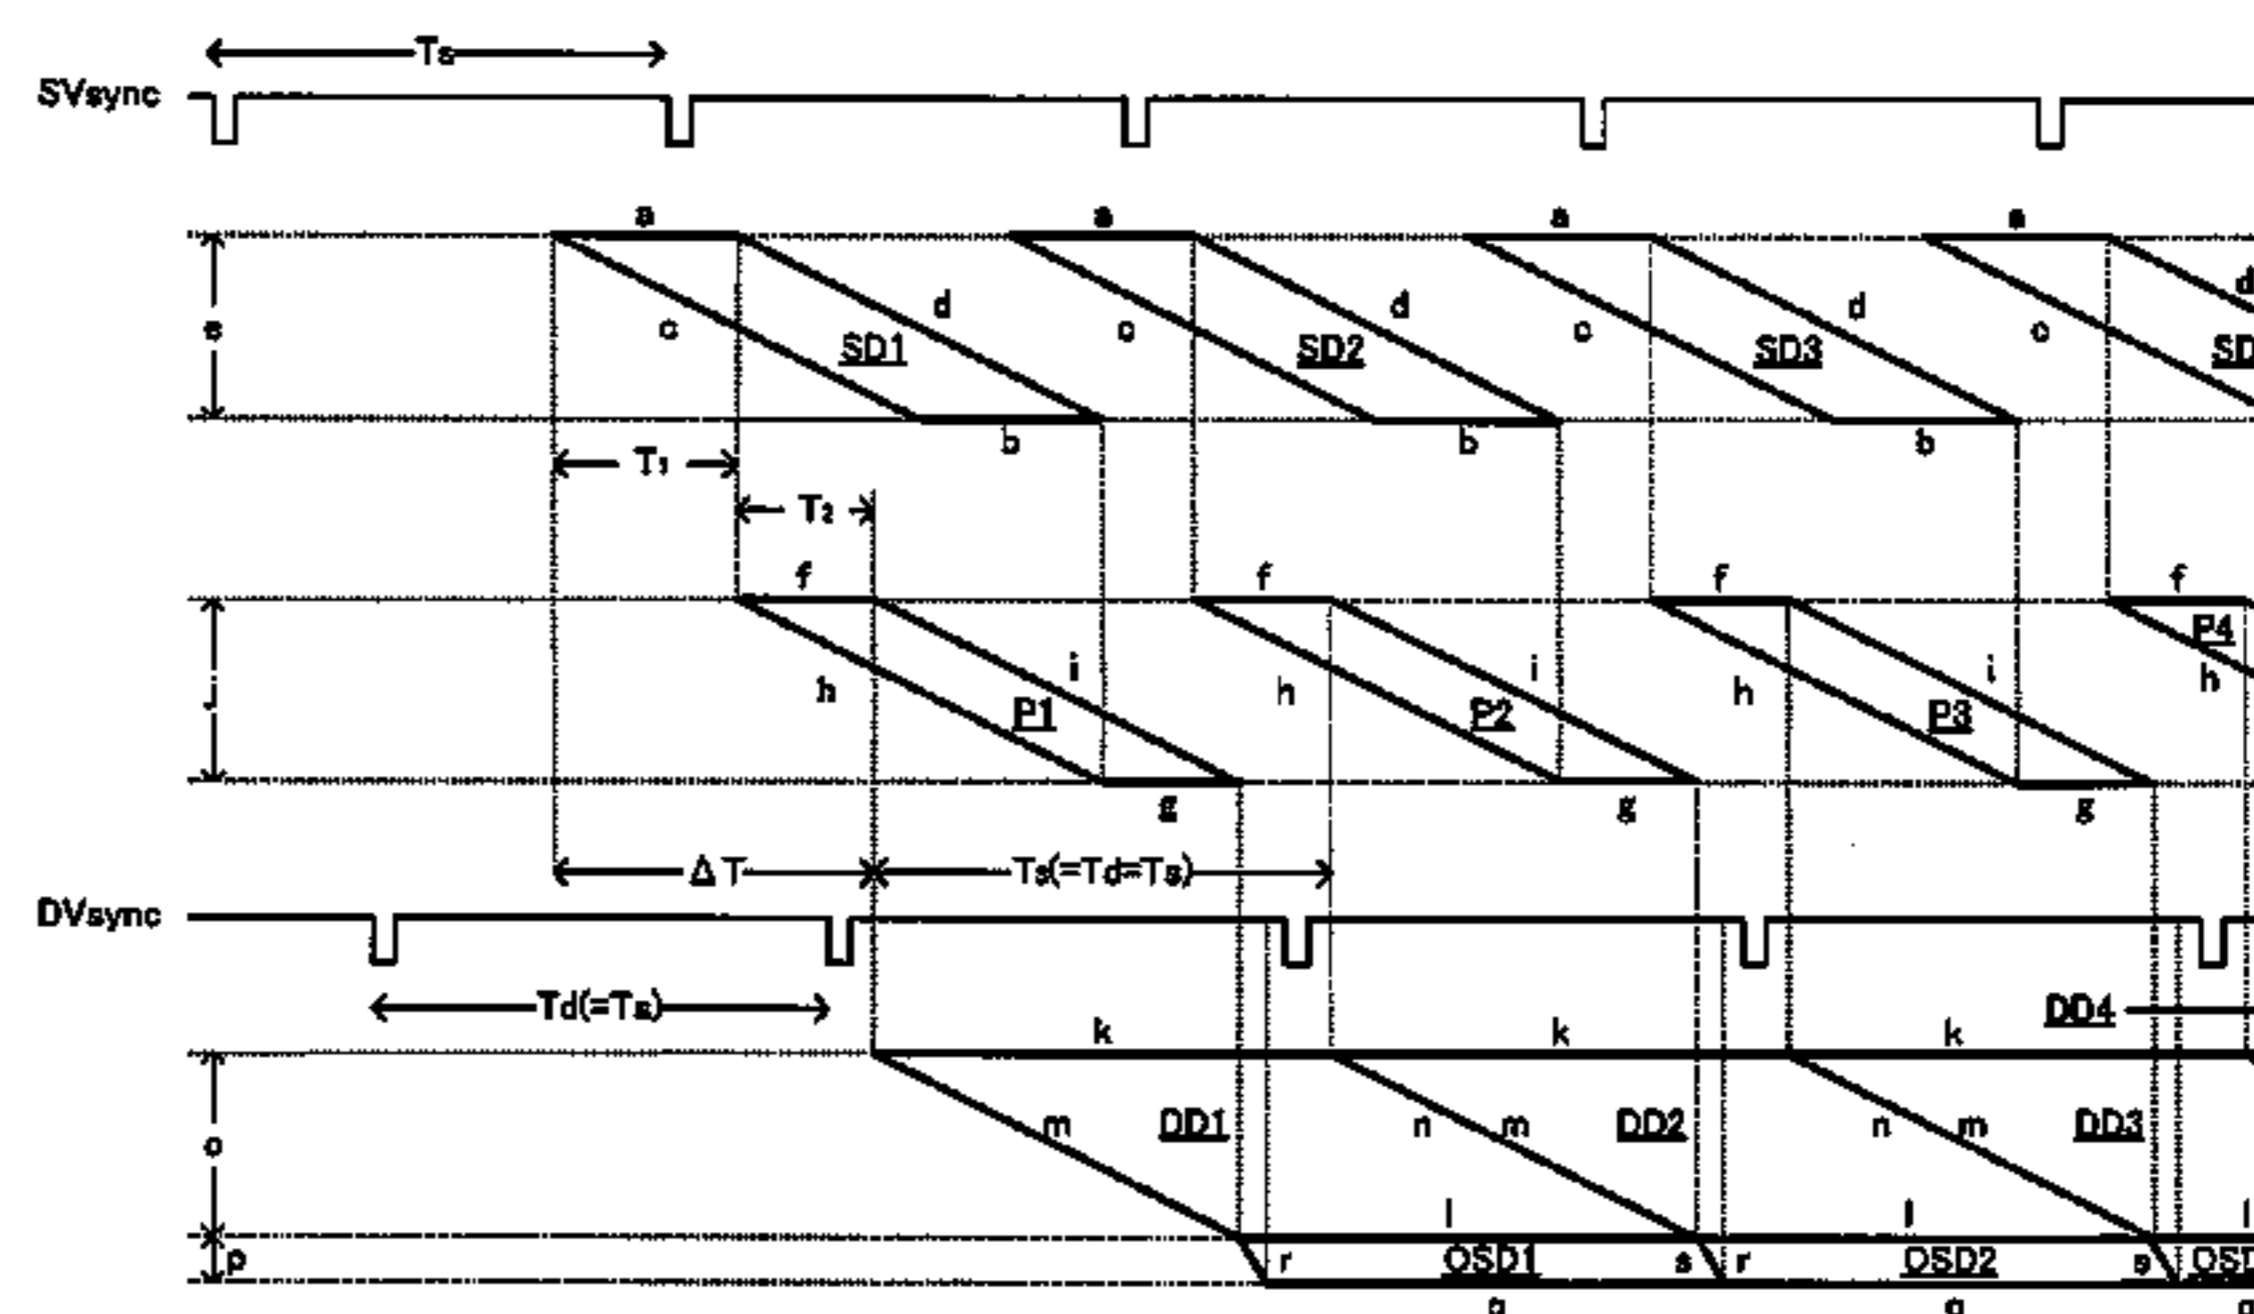 Ts
SVsync
a a a a
e c d SD1 c d SD2 c d SD3 c d
b b b
T1
T2
f f f f
P4
j h i P1 h i P2 h i P3 h
g g g
ΔT Ts(=Td=Ts)
DVsync
Td(=Ts) DD4
k k k
o m DD1 n m DD2 n m DD3
l l l
p r OSD1 s r OSD2 s
q q q